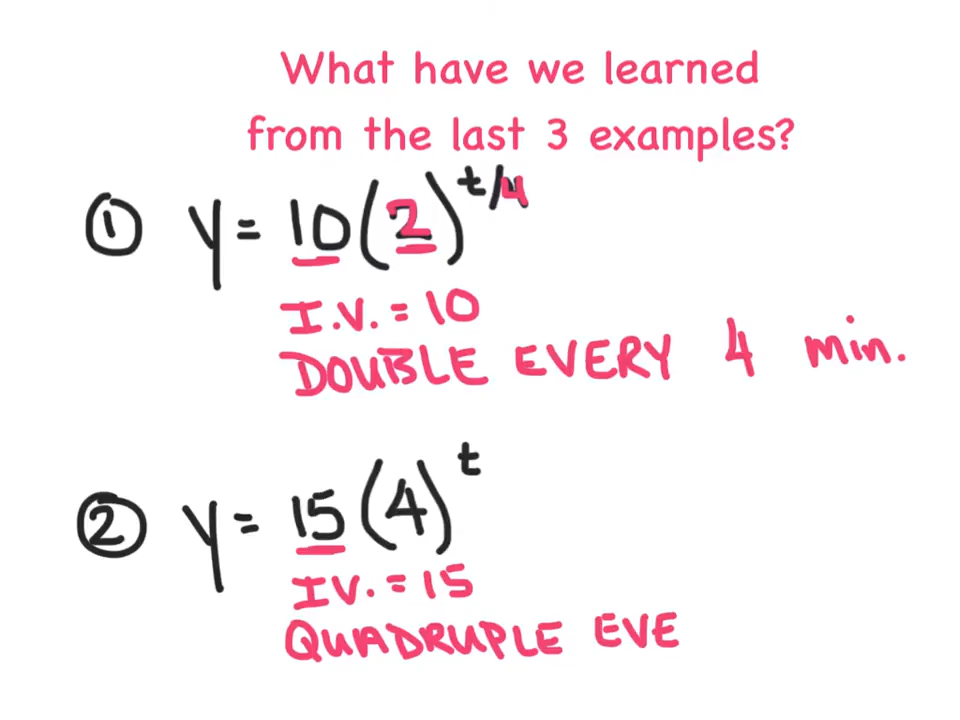 What have we learned
from the last 3 examples?
① y = 10(2)^t/4
I.V. = 10
DOUBLE EVERY 4 min.
② y = 15(4)^t
IV. = 15
QUADRUPLE EVE